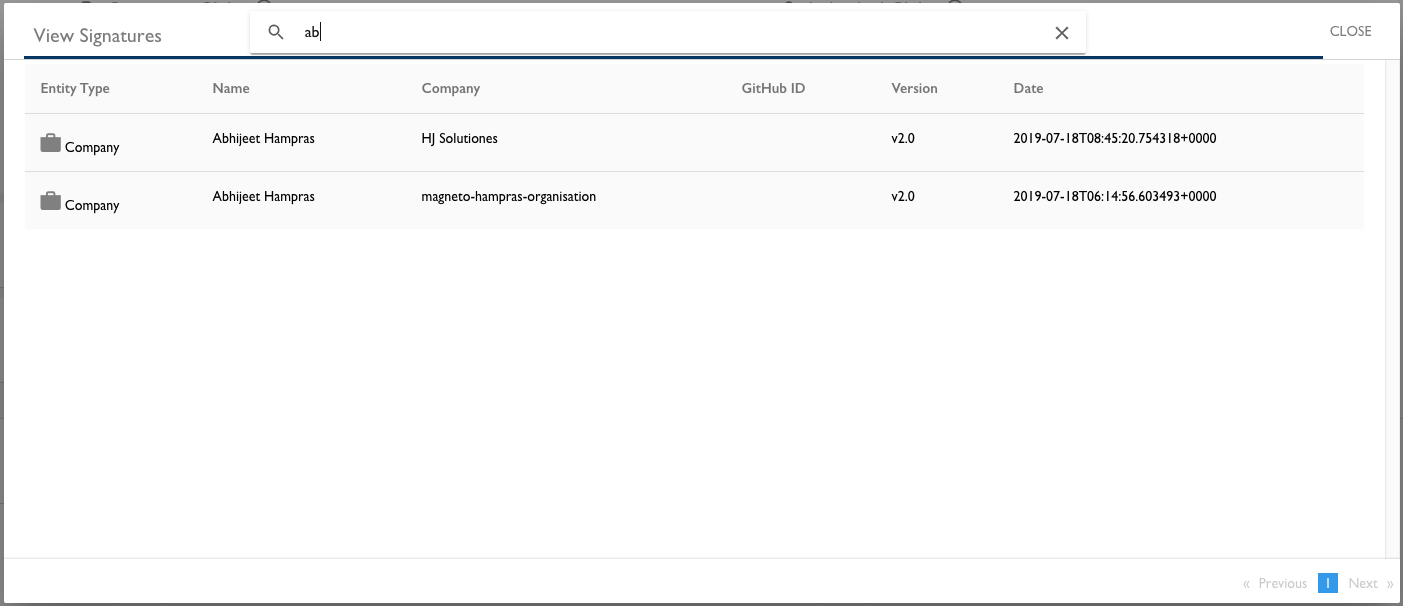 View Signatures
ab
CLOSE
Entity Type Name Company GitHub ID Version Date
Company Abhijeet Hampras HJ Solutiones v2.0 2019-07-18T08:45:20.754318+0000
Company Abhijeet Hampras magneto-hampras-organisation v2.0 2019-07-18T06:14:56.603493+0000
« Previous 1 Next »